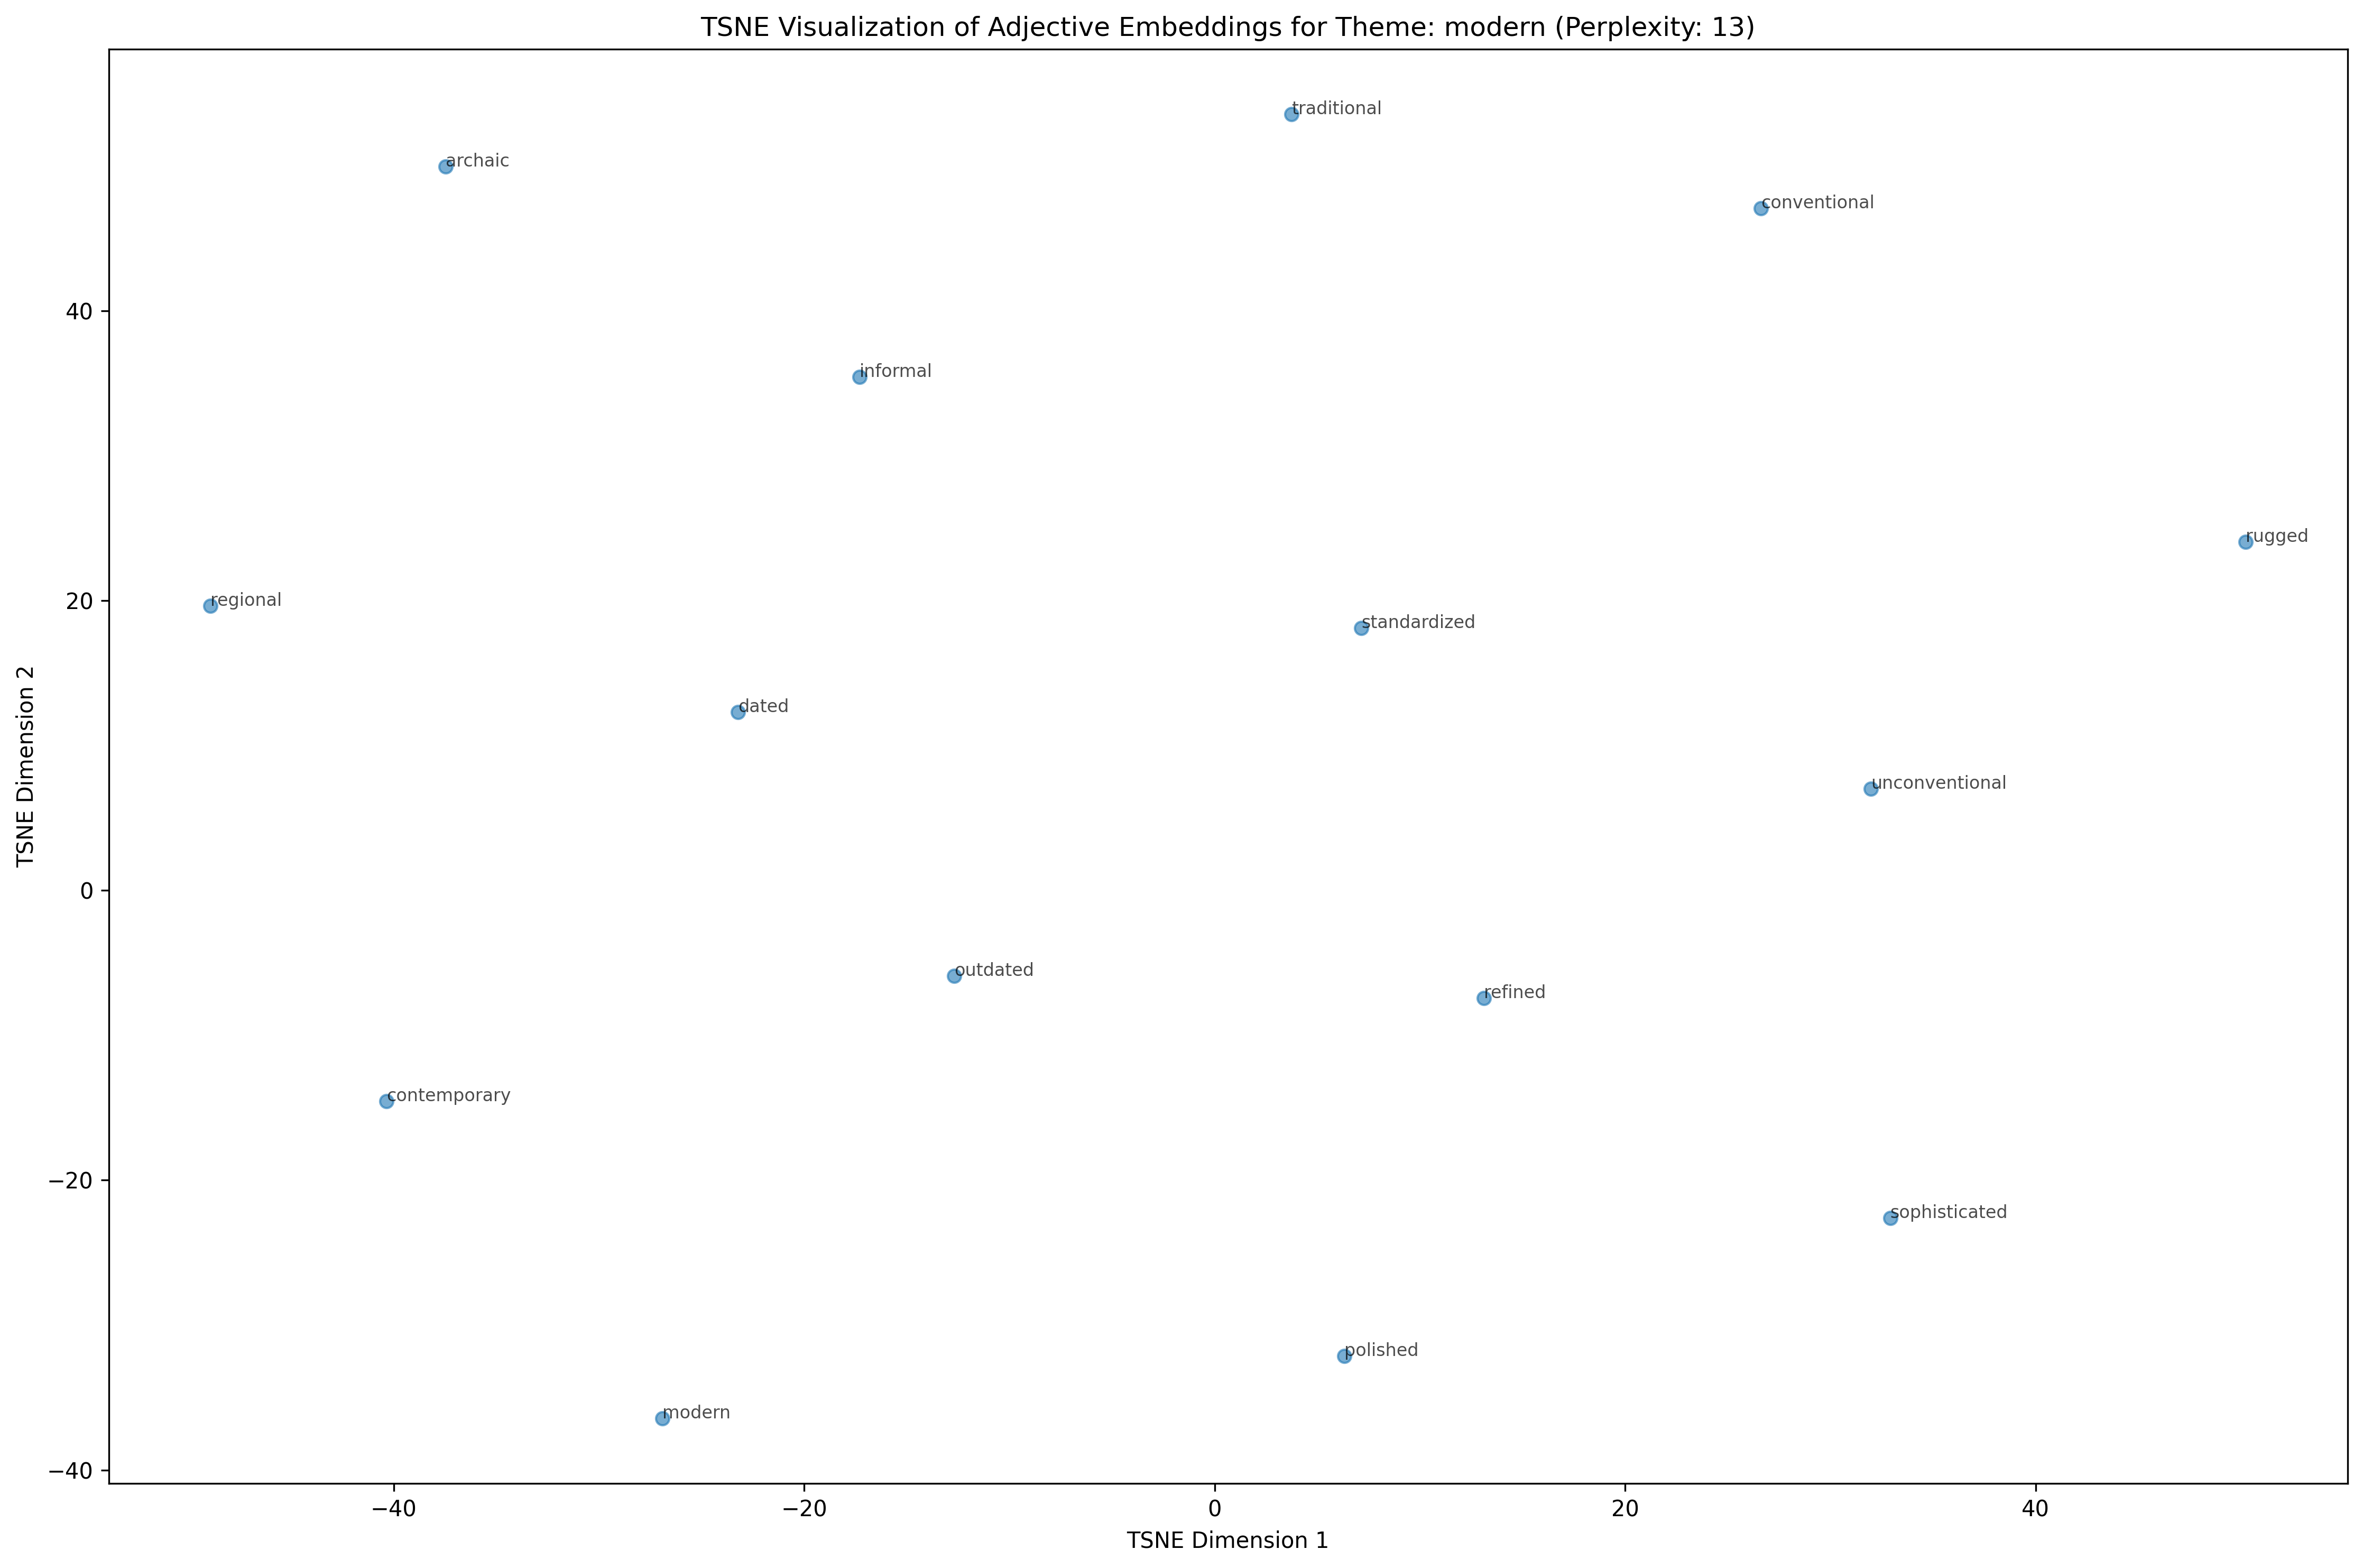 TSNE Visualization of Adjective Embeddings for Theme: modern (Perplexity: 13)
traditional
archaic
conventional
40
informal
rugged
regional
20
standardized
dated
unconventional
TSNE Dimension 2
0
outdated
refined
contemporary
−20
sophisticated
polished
modern
−40
−40
−20
0
20
40
TSNE Dimension 1